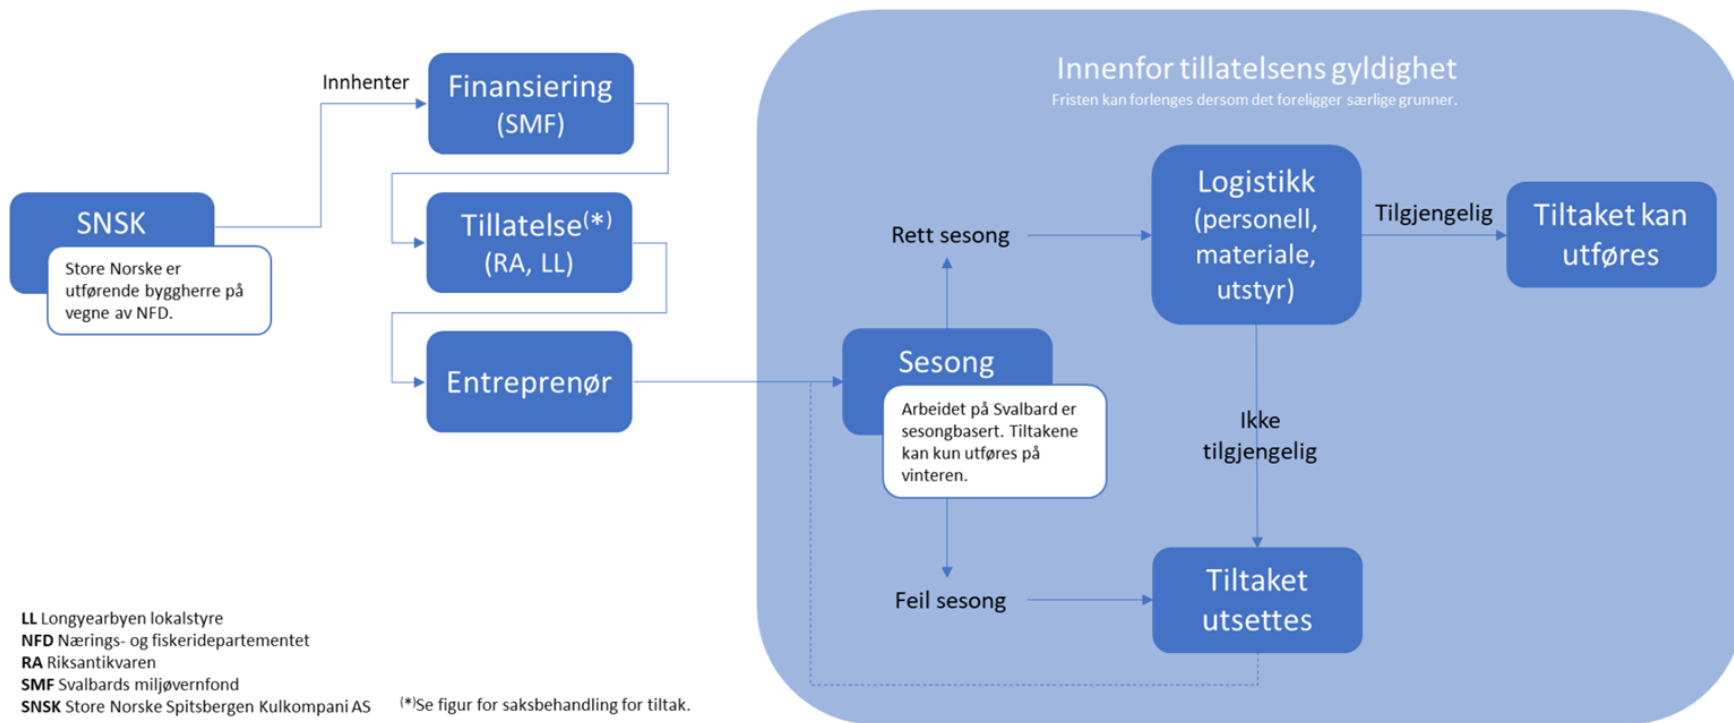 Innhenter
Finansiering
(SMF)
SNSK
Store Norske er
utførende byggherre på
vegne av NFD.
Tillatelse(*)
(RA, LL)
Entreprenør
Innenfor tillatelsens gyldighet
Fristen kan forlenges dersom det foreligger særlige grunner.
Sesong
Arbeidet på Svalbard er
sesongbasert. Tiltakene
kan kun utføres på
vinteren.
Rett sesong
Logistikk
(personell,
materiale,
utstyr)
Tilgjengelig
Tiltaket kan
utføres
Ikke
tilgjengelig
Feil sesong
Tiltaket
utsettes
LL Longyearbyen lokalstyre
NFD Nærings- og fiskeridepartementet
RA Riksantikvaren
SMF Svalbards miljøvernfond
SNSK Store Norske Spitsbergen Kulkompani AS
(*)Se figur for saksbehandling for tiltak.